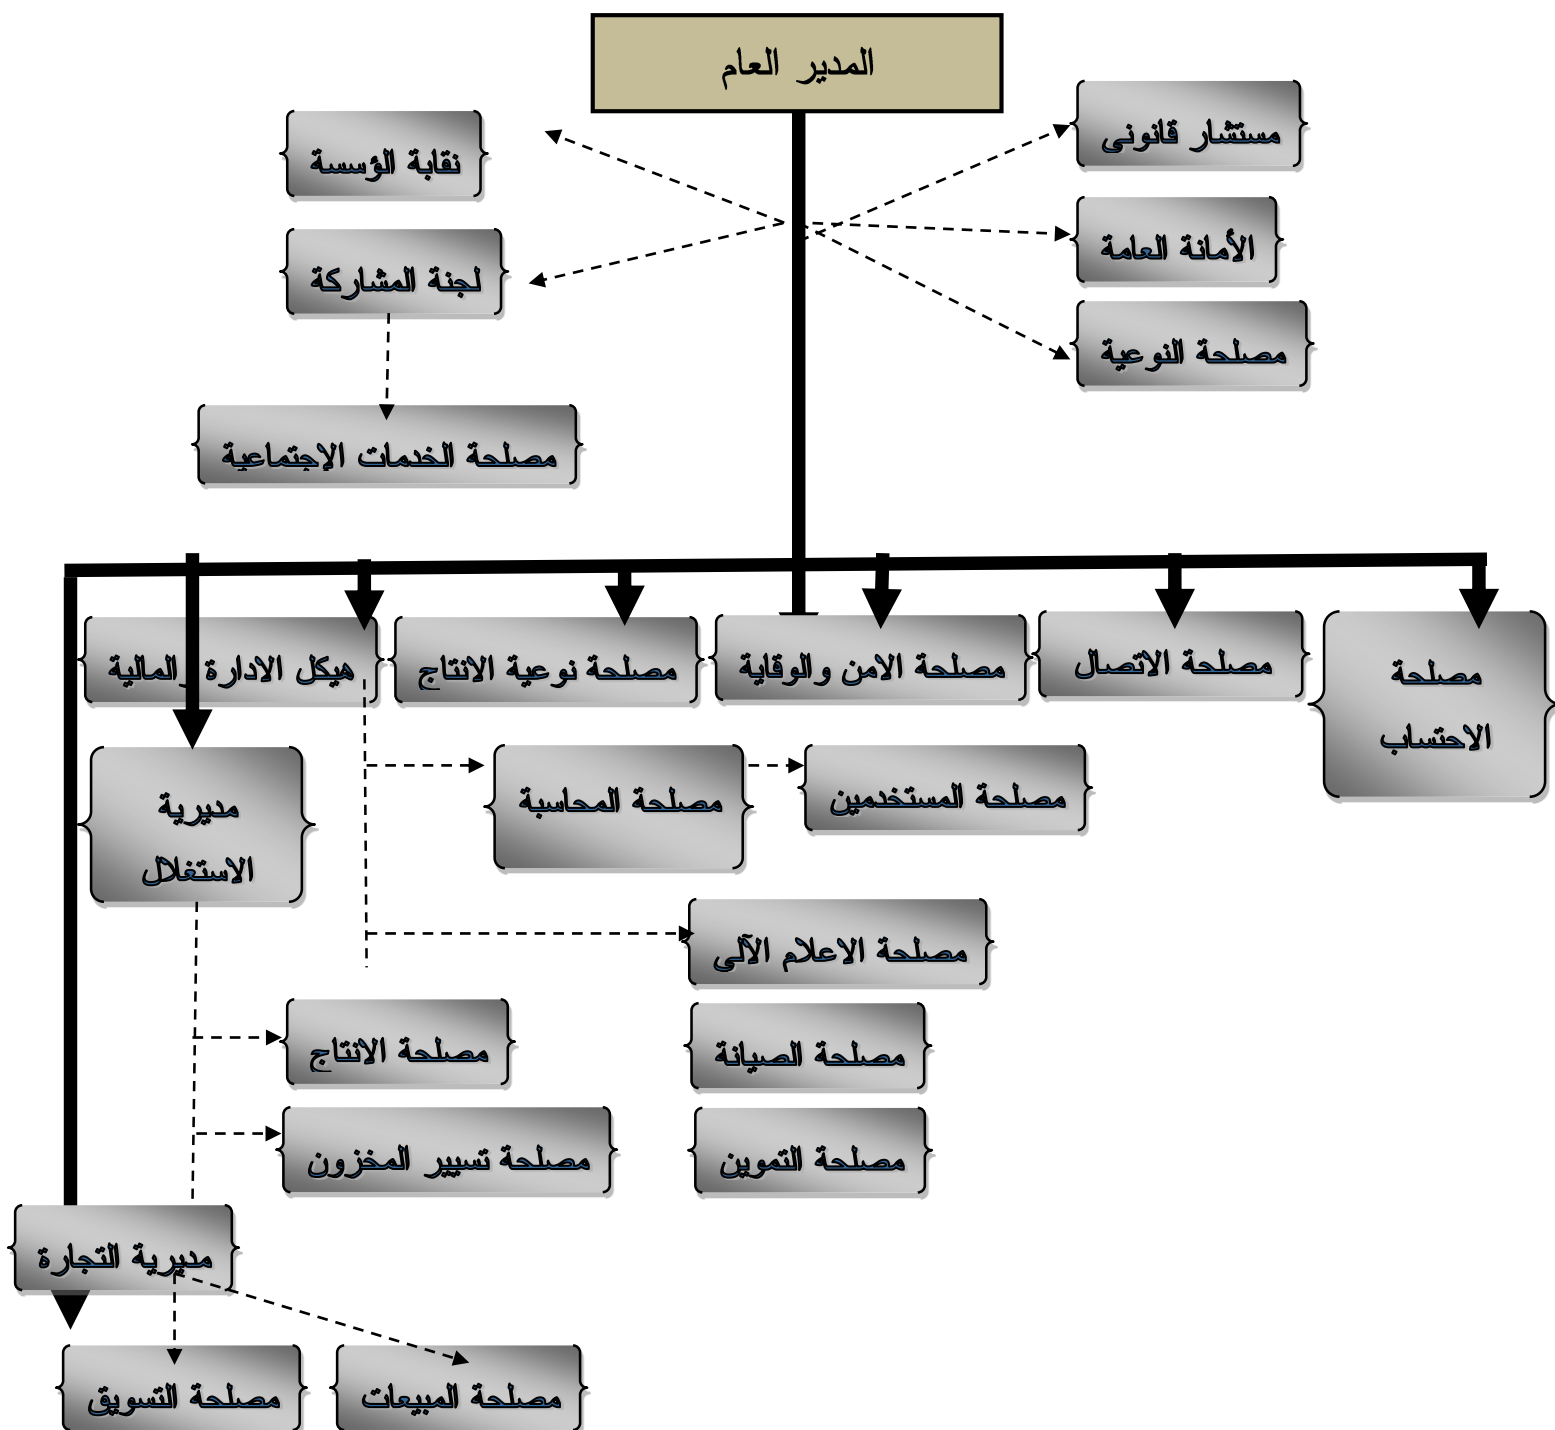 المدير العام
مستشار قانونى
نقابة الؤسسة
الأمانة العامة
لجنة المشاركة
مصلحة النوعية
مصلحة الخدمات الإجتماعية
مصلحة
الاحتساب
مصلحة الاتصال
مصلحة الامن والوقاية
مصلحة نوعية الانتاج
هيكل الادارة والمالية
مصلحة المستخدمين
مصلحة المحاسبة
مديرية
الاستغلال
مصلحة الاعلام الآلى
مصلحة الصيانة
مصلحة الانتاج
مصلحة التموين
مصلحة تسيير المخزون
مديرية التجارة
مصلحة المبيعات
مصلحة التسويق